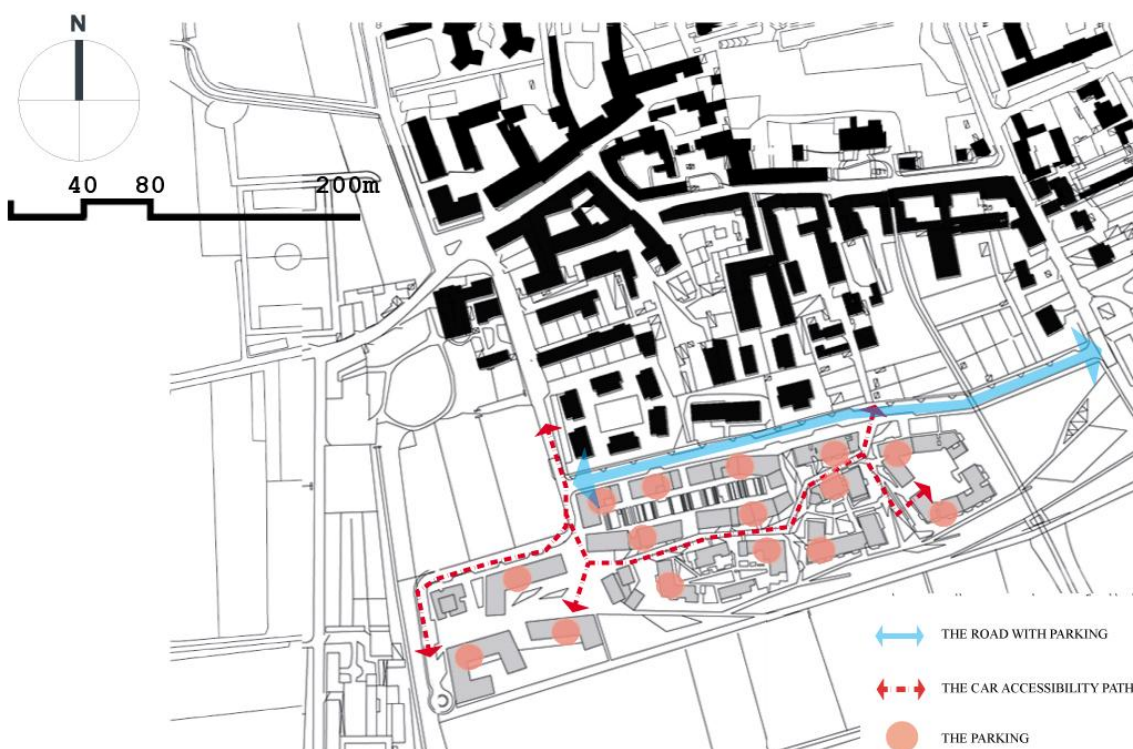 N
40 80 200m
THE ROAD WITH PARKING
THE CAR ACCESSIBILITY PATH
THE PARKING